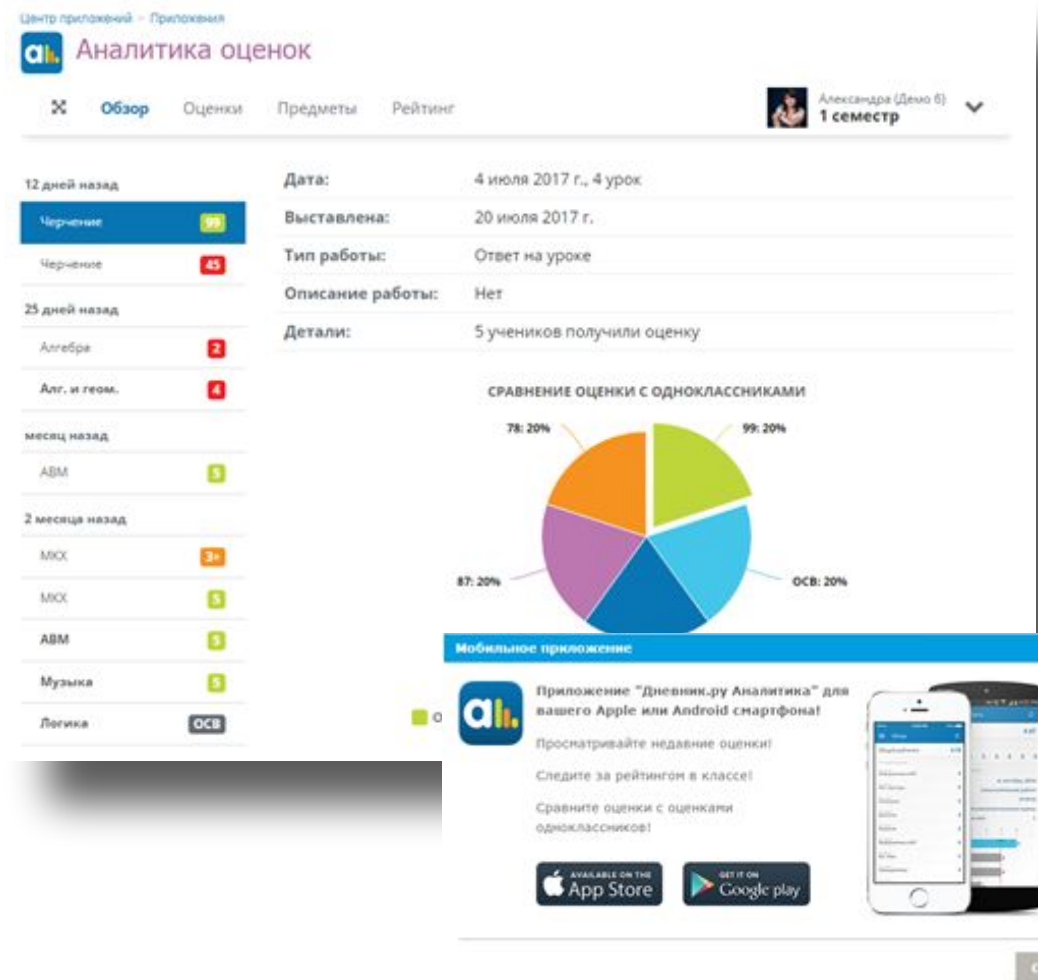 Центр приложений > Приложения
Аналитика оценок
Обзор Оценки Предметы Рейтинг
Александра (Демо 6)
1 семестр
12 дней назад
Черчение 99
Черчение 45
25 дней назад
Алгебра 2
Алг. и геом. 4
месяц назад
АВМ 5
2 месяца назад
МХК 3+
МХК 5
АВМ 5
Музыка 5
Логика ОСВ
Дата: 4 июля 2017 г., 4 урок
Выставлена: 20 июля 2017 г.
Тип работы: Ответ на уроке
Описание работы: Нет
Детали: 5 учеников получили оценку
СРАВНЕНИЕ ОЦЕНКИ С ОДНОКЛАССНИКАМИ
78: 20% 99: 20%
87: 20% ОСВ: 20%
О
Мобильное приложение
Приложение "Дневник.ру Аналитика" для
вашего Apple или Android смартфона!
Просматривайте недавние оценки!
Следите за рейтингом в классе!
Сравните оценки с оценками
одноклассников!
AVAILABLE ON THE
App Store
GET IT ON
Google play